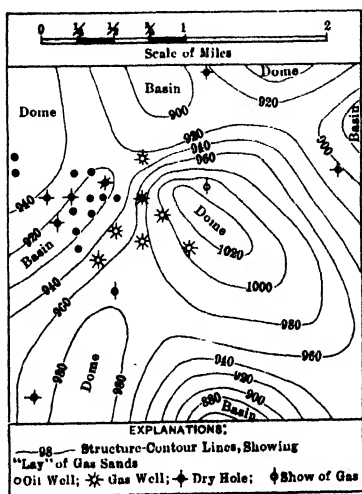 0 ¼ ½ ¾ 1 2
Scale of Miles
Dome
Basin
900
Dome
920
Basin
900
920
940
960
940
920
Basin
940
960
Dome
1020
1000
980
960
980
Dome
980
940
920
900
880
Basin
EXPLANATIONS:
—98— Structure-Contour Lines, Showing
"Lay" of Gas Sands
Oil Well; Gas Well; Dry Hole; Show of Gas